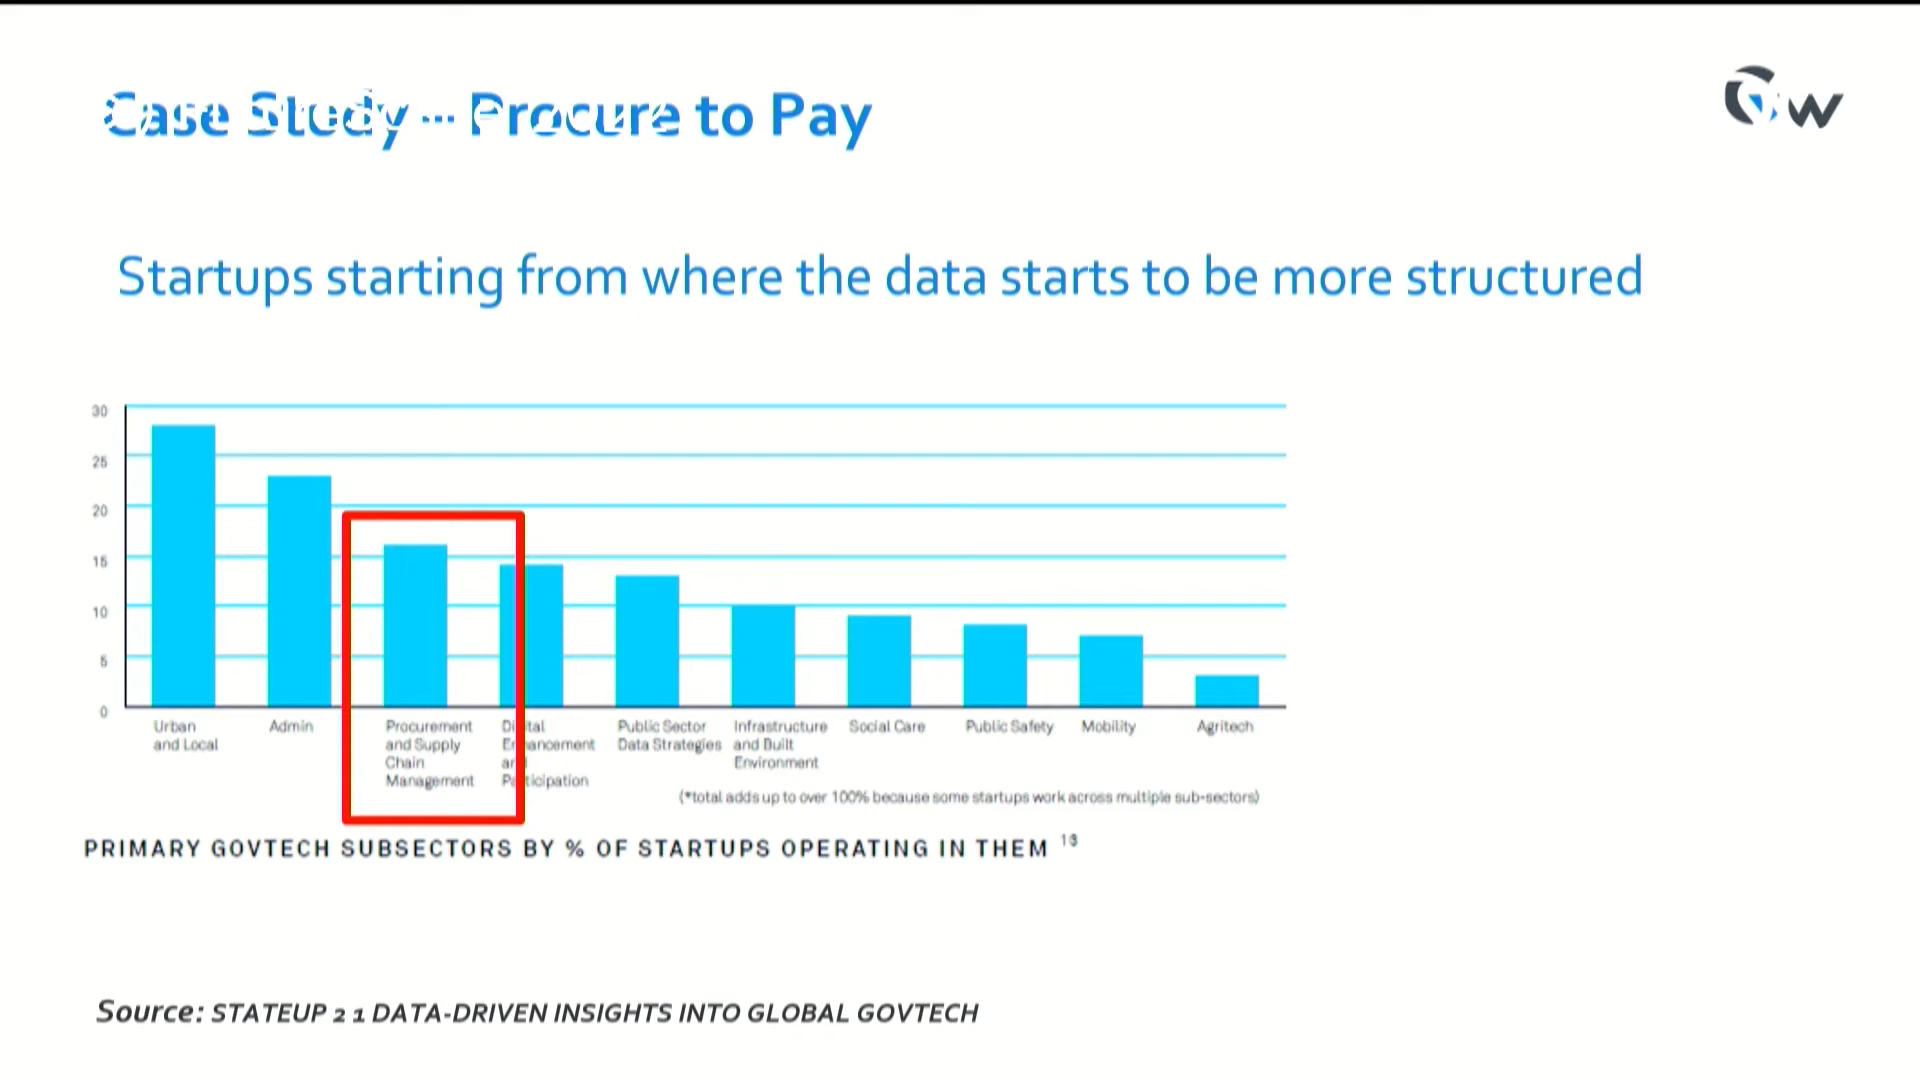 Case Study ... Procure to Pay
Startups starting from where the data starts to be more structured
30
25
20
15
10
5
0
Urban and Local
Admin
Procurement and Supply Chain Management
Digital Enhancement and Participation
Public Sector Data Strategies
Infrastructure and Built Environment
Social Care
Public Safety
Mobility
Agritech
(*total adds up to over 100% because some startups work across multiple sub-sectors)
PRIMARY GOVTECH SUBSECTORS BY % OF STARTUPS OPERATING IN THEM
Source: STATEUP 2 1 DATA-DRIVEN INSIGHTS INTO GLOBAL GOVTECH